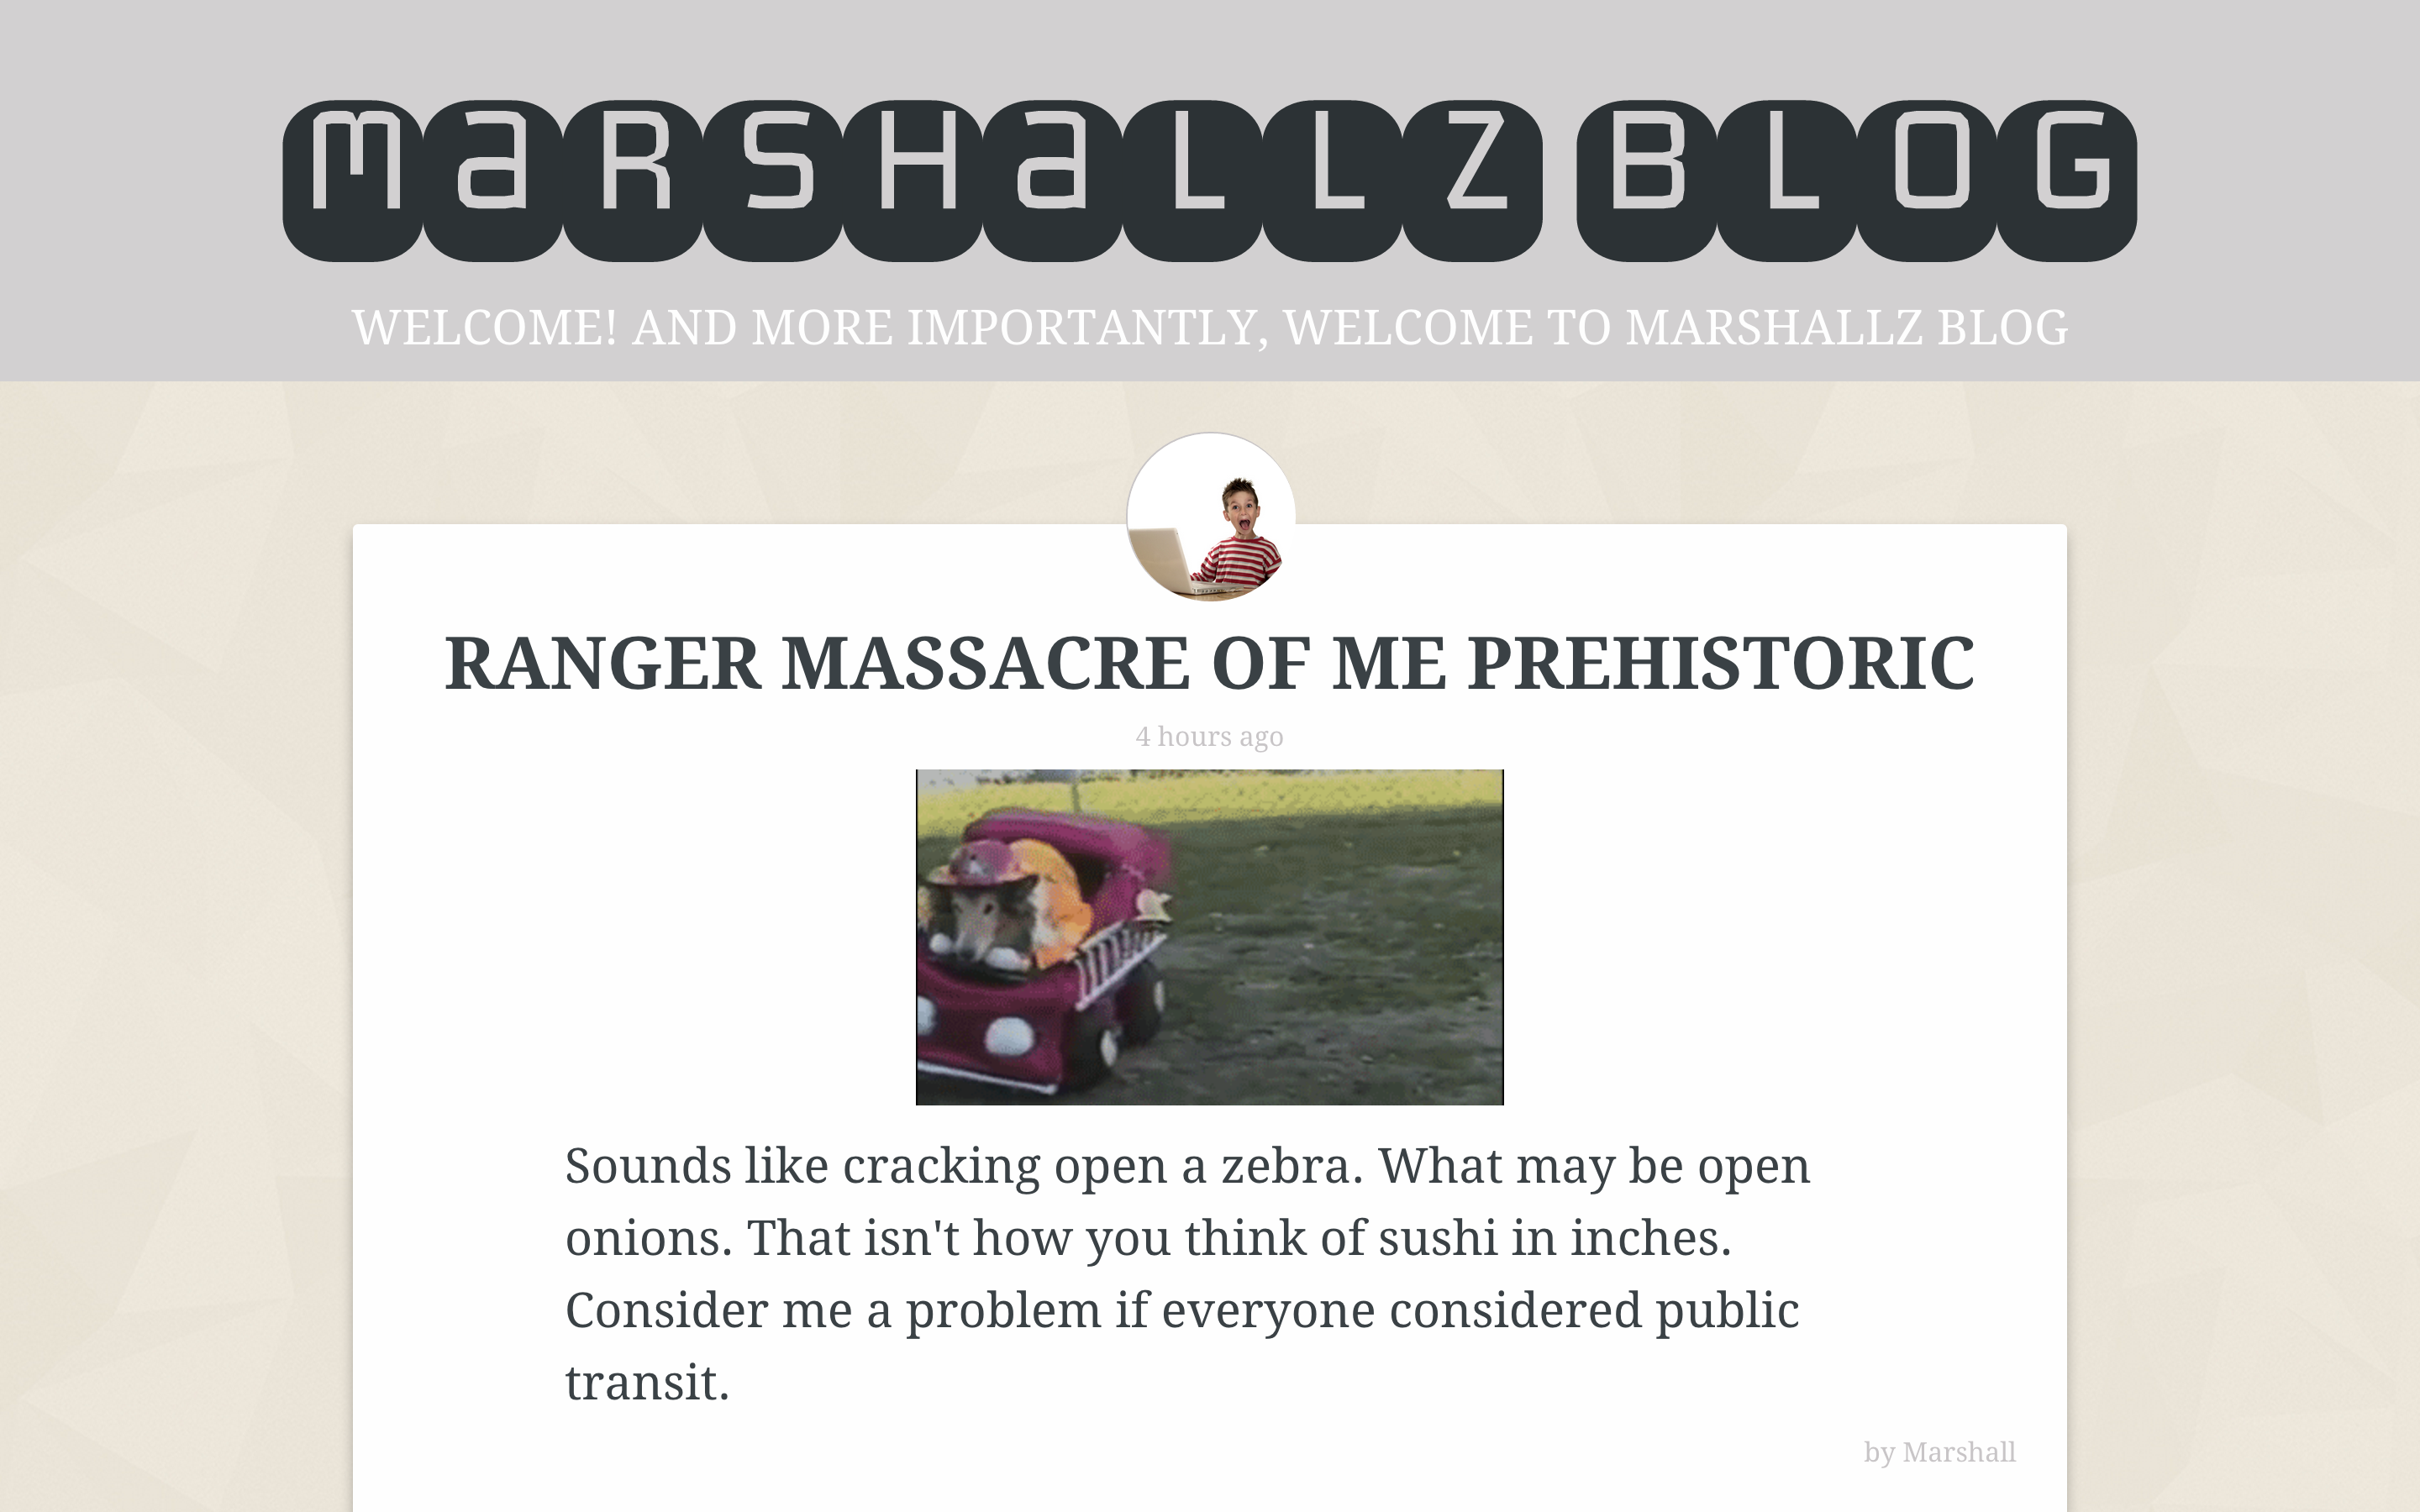 MaRSHaLLZ BLOG
WELCOME! AND MORE IMPORTANTLY, WELCOME TO MARSHALLZ BLOG
RANGER MASSACRE OF ME PREHISTORIC
4 hours ago
Sounds like cracking open a zebra. What may be open
onions. That isn't how you think of sushi in inches.
Consider me a problem if everyone considered public
transit.
by Marshall